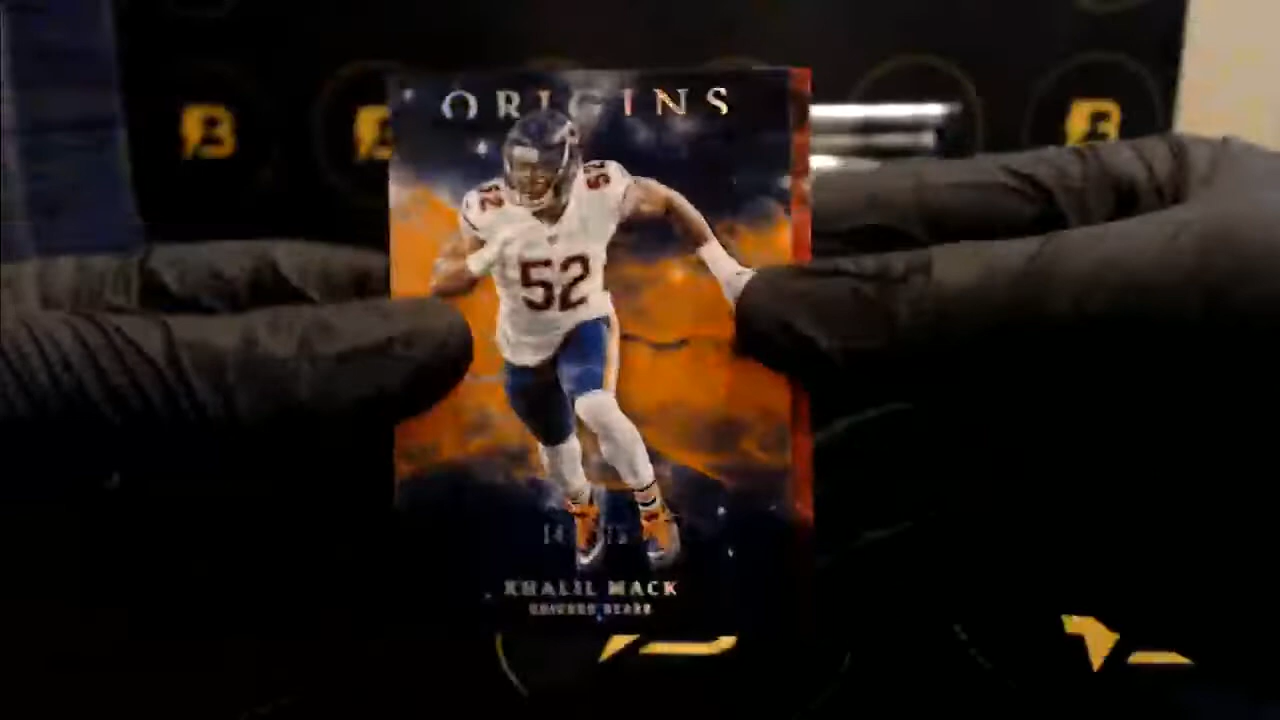 ORIGINS
52
52
52
KHALIL MACK
CHICAGO BEARS